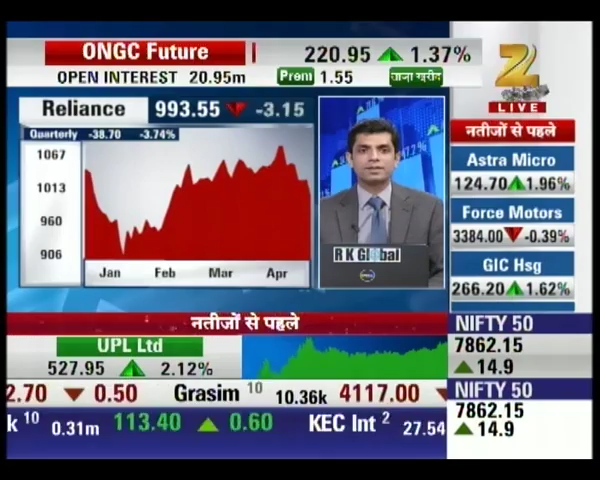 ONGC Future 220.95 1.37%
OPEN INTEREST 20.95m Prem 1.55 ताजा खरीद
LIVE
Reliance 993.55 -3.15
Quarterly -38.70 -3.74%
1067
1013
960
906
Jan Feb Mar Apr
R K Global
नतीजों से पहले
Astra Micro
124.70 1.96%
Force Motors
3384.00 -0.39%
GIC Hsg
266.20 1.62%
नतीजों से पहले
UPL Ltd
527.95 2.12%
NIFTY 50
7862.15
14.9
2.70 0.50 Grasim 10 10.36k 4117.00
k 10 0.31m 113.40 0.60 KEC Int 2 27.54
NIFTY 50
7862.15
14.9